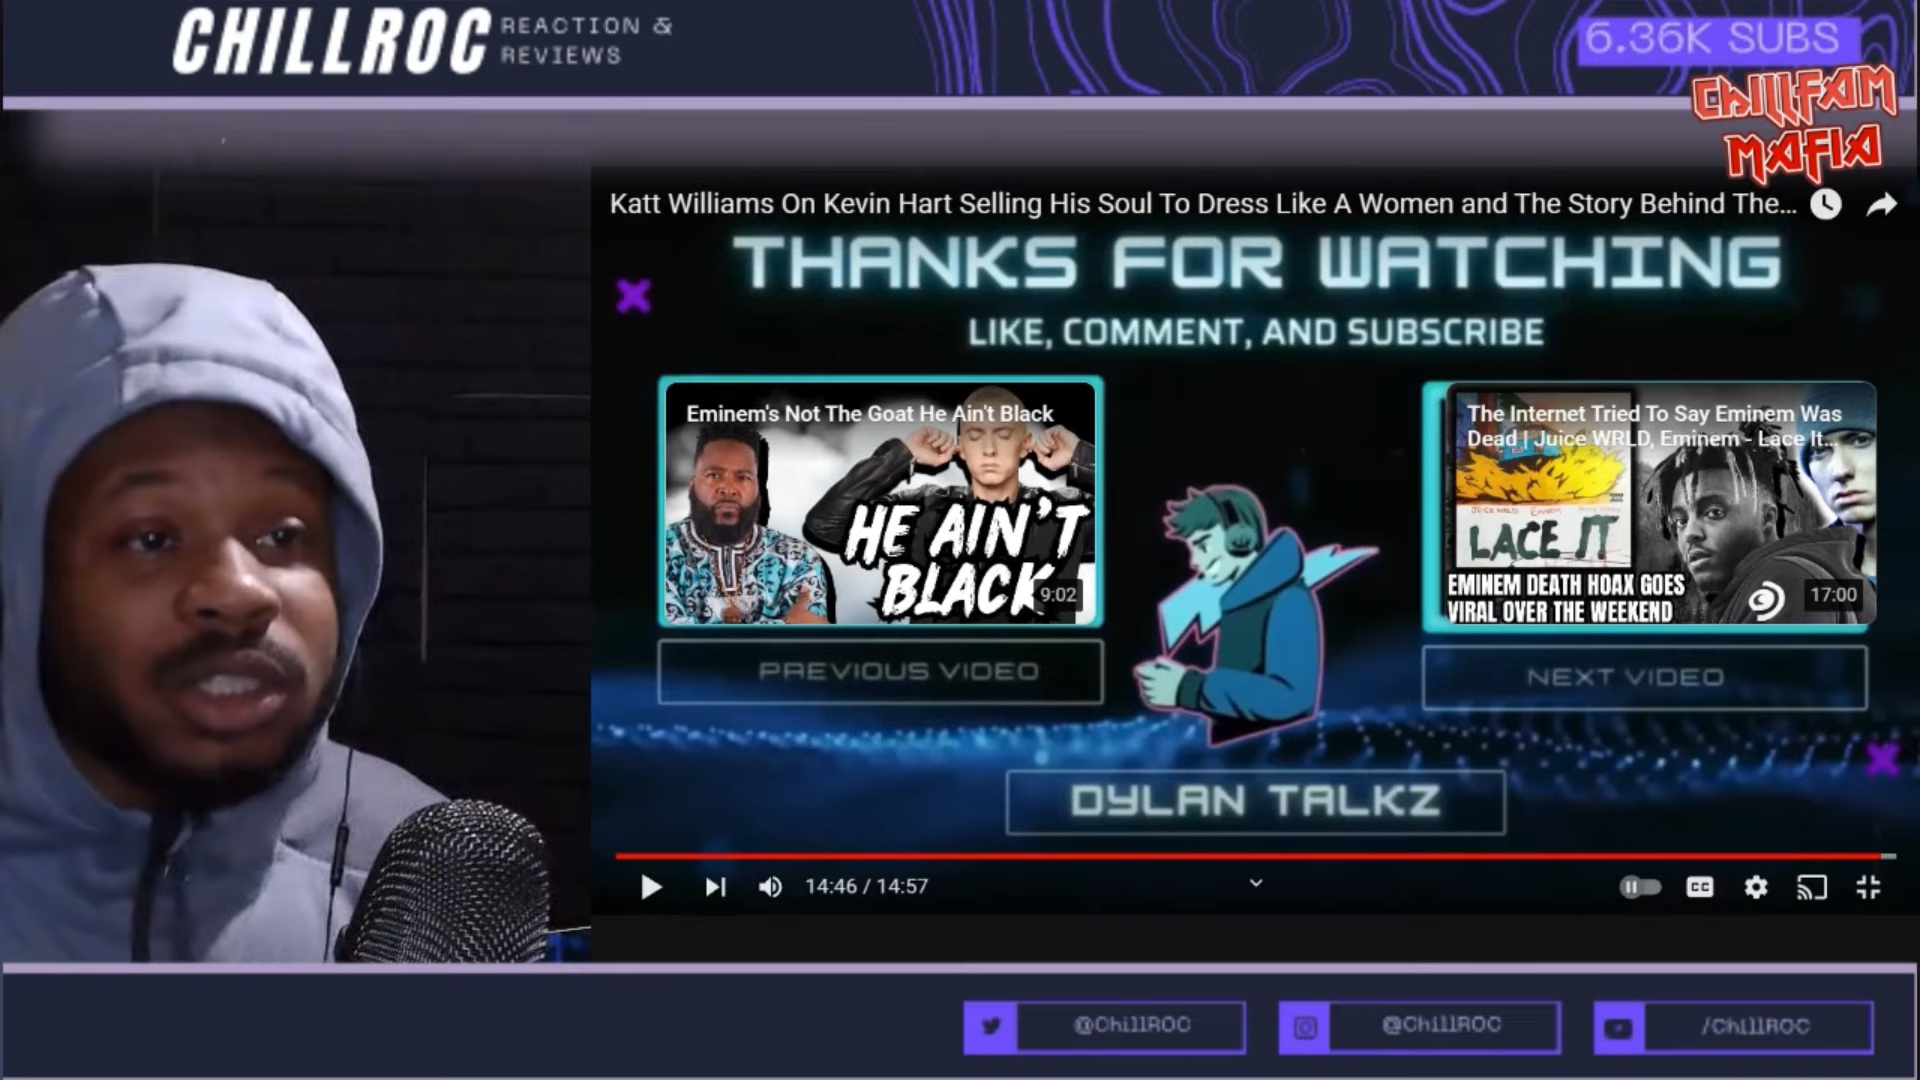 CHILLROC
REACTION &
REVIEWS
6.36K SUBS
ChillFAM
MAFIA
Katt Williams On Kevin Hart Selling His Soul To Dress Like A Women and The Story Behind The...
THANKS FOR WATCHING
LIKE, COMMENT, AND SUBSCRIBE
Eminem's Not The Goat He Ain't Black
HE AIN'T
BLACK
9:02
The Internet Tried To Say Eminem Was
Dead | Juice WRLD, Eminem - Lace It...
JUICE WRLD EMINEM
LACE IT
EMINEM DEATH HOAX GOES
VIRAL OVER THE WEEKEND
17:00
PREVIOUS VIDEO
NEXT VIDEO
DYLAN TALKZ
14:46 / 14:57
CC
@ChillROC
@ChillROC
/ChillROC